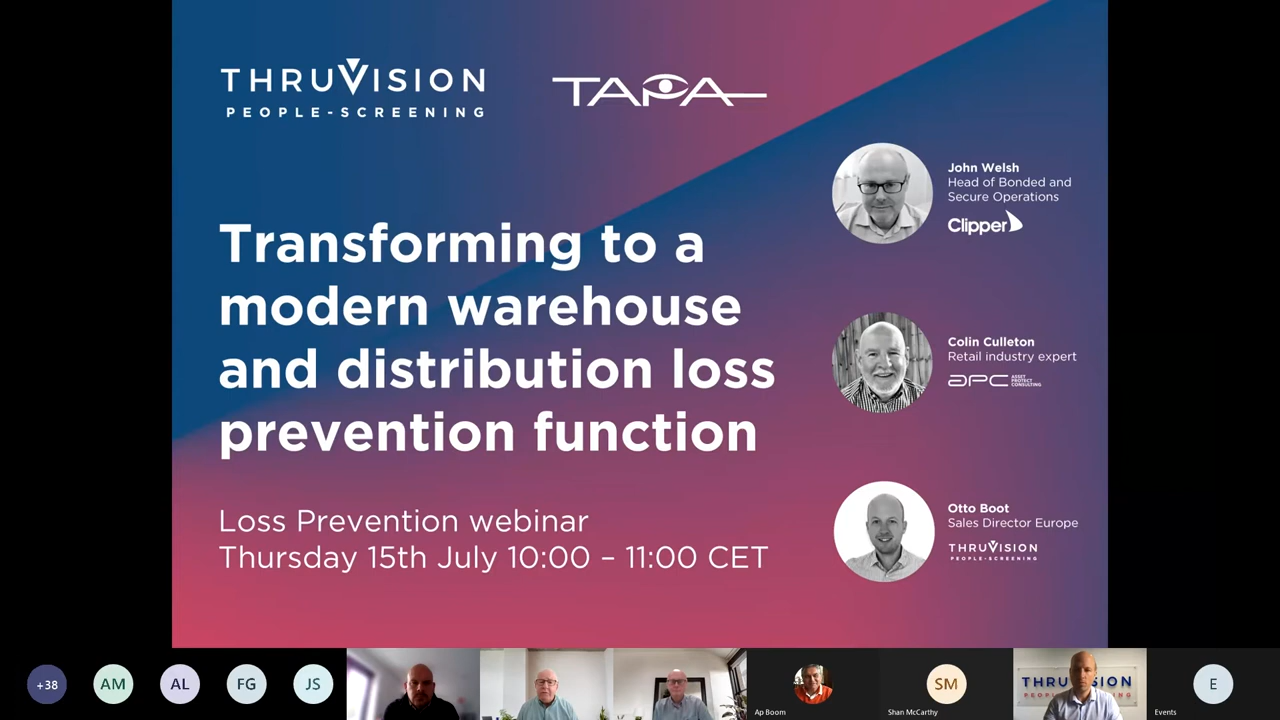 THRUVISION
PEOPLE-SCREENING
TAPA
Transforming to a
modern warehouse
and distribution loss
prevention function
Loss Prevention webinar
Thursday 15th July 10:00 – 11:00 CET
John Welsh
Head of Bonded and
Secure Operations
Clipper
Colin Culleton
Retail industry expert
APC ASSET
PROTECT
CONSULTING
Otto Boot
Sales Director Europe
THRUVISION
PEOPLE-SCREENING
+38
AM
AL
FG
JS
Ap Boom
SM
Shan McCarthy
E
Events